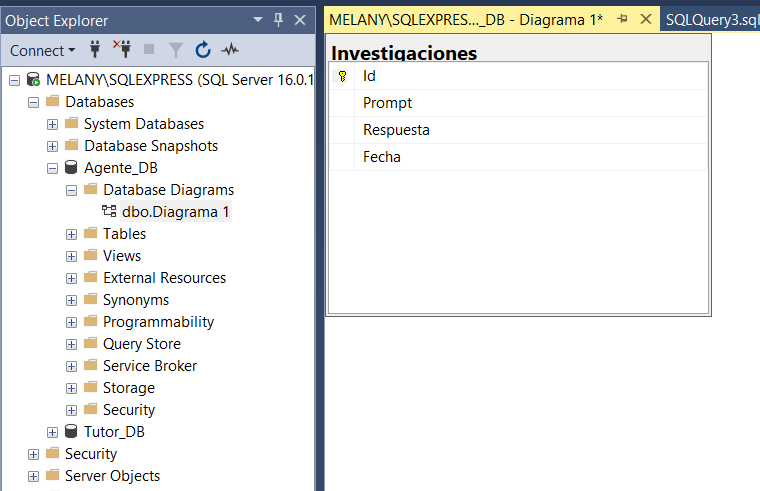 Object Explorer
Connect
MELANY\SQLEXPRESS (SQL Server 16.0.1
Databases
System Databases
Database Snapshots
Agente_DB
Database Diagrams
dbo.Diagrama 1
Tables
Views
External Resources
Synonyms
Programmability
Query Store
Service Broker
Storage
Security
Tutor_DB
Security
Server Objects
MELANY\SQLEXPRES..._DB - Diagrama 1*
SQLQuery3.sql
Investigaciones
Id
Prompt
Respuesta
Fecha